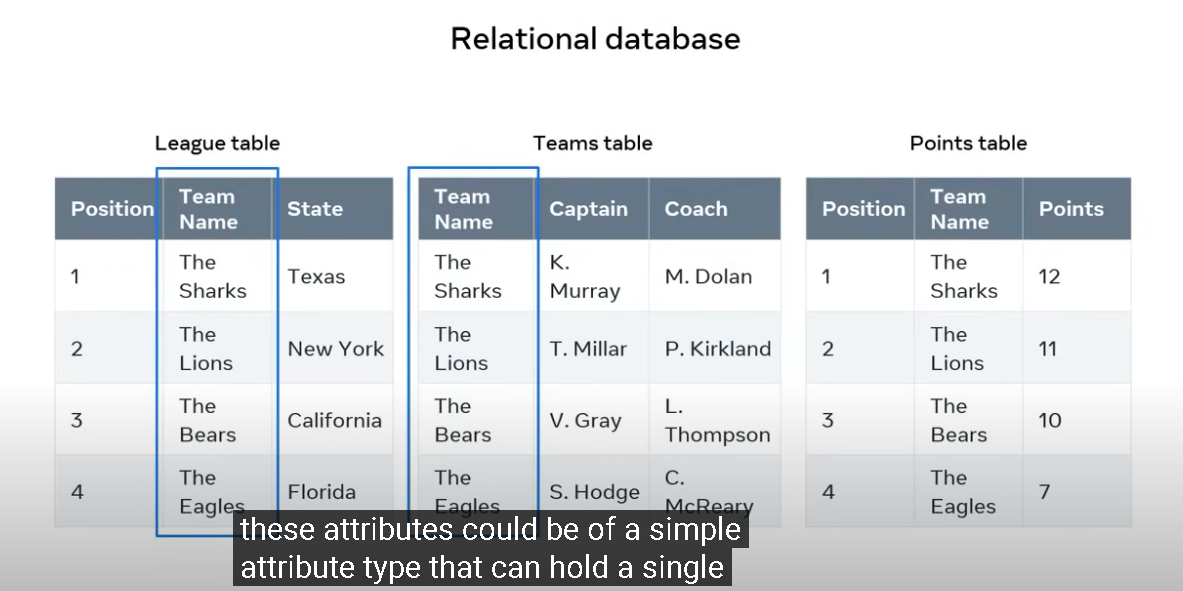 Relational database
League table
Position Team Name State
1 The Sharks Texas
2 The Lions New York
3 The Bears California
4 The Eagles Florida
Teams table
Team Name Captain Coach
The Sharks K. Murray M. Dolan
The Lions T. Millar P. Kirkland
The Bears V. Gray L. Thompson
The Eagles S. Hodge C. McReary
Points table
Position Team Name Points
1 The Sharks 12
2 The Lions 11
3 The Bears 10
4 The Eagles 7
these attributes could be of a simple
attribute type that can hold a single